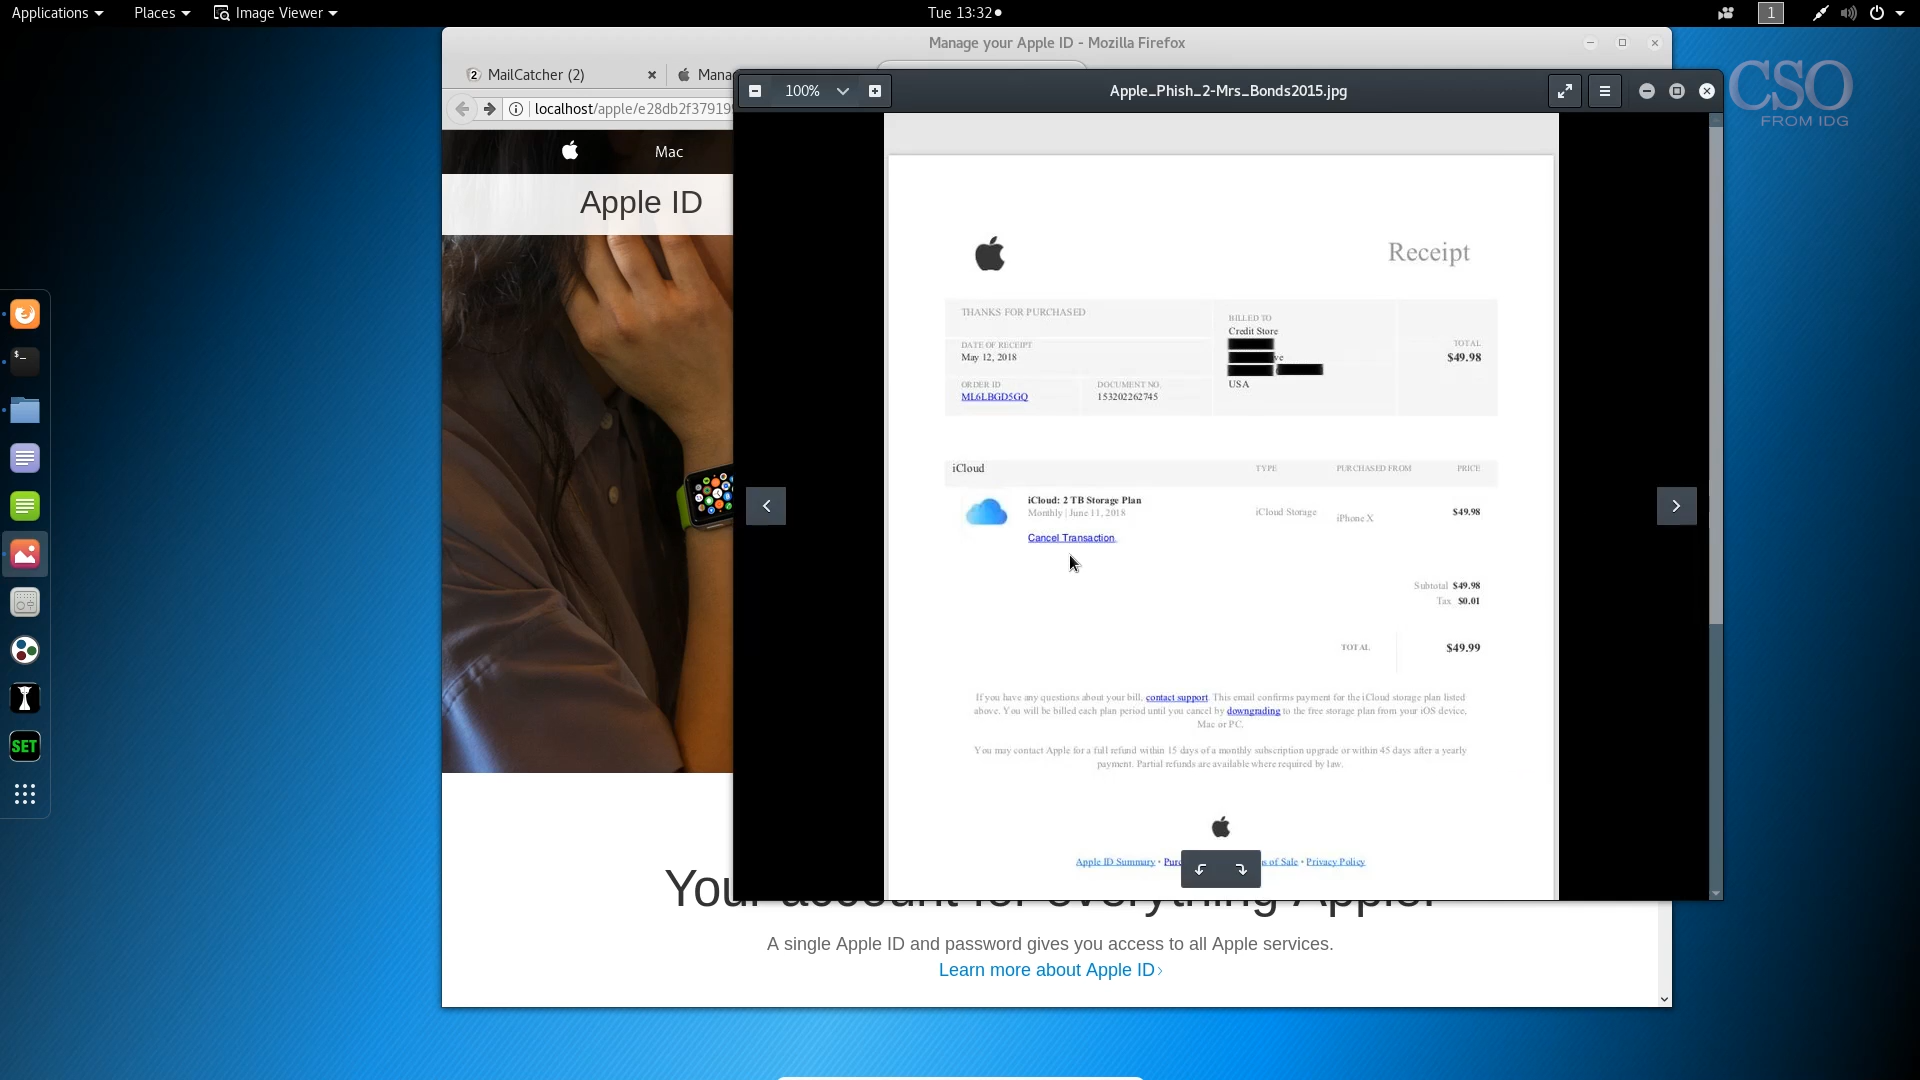 Applications Places Image Viewer Tue 13:32 1
CSO
FROM IDG
Manage your Apple ID - Mozilla Firefox
2 MailCatcher (2) Mana
localhost/apple/e28db2f379195
Mac
Apple ID
100% Apple_Phish_2-Mrs_Bonds2015.jpg
Receipt
THANKS FOR PURCHASED
DATE OF RECEIPT
May 12, 2018
ORDER ID DOCUMENT NO.
ML6LBGD5GQ 153202262745
BILLED TO
Credit Store
ve
USA
TOTAL
$49.98
iCloud TYPE PURCHASED FROM PRICE
iCloud: 2 TB Storage Plan
Monthly | June 11, 2018 iCloud Storage iPhone X $49.98
Cancel Transaction
Subtotal $49.98
Tax $0.01
TOTAL $49.99
If you have any questions about your bill, contact support. This email confirms payment for the iCloud storage plan listed
above. You will be billed each plan period until you cancel by downgrading to the free storage plan from your iOS device,
Mac or PC.
You may contact Apple for a full refund within 15 days of a monthly subscription upgrade or within 45 days after a yearly
payment. Partial refunds are available where required by law.
Apple ID Summary • Purc s of Sale • Privacy Policy
Your account for everything Apple.
A single Apple ID and password gives you access to all Apple services.
Learn more about Apple ID›
$_
SET